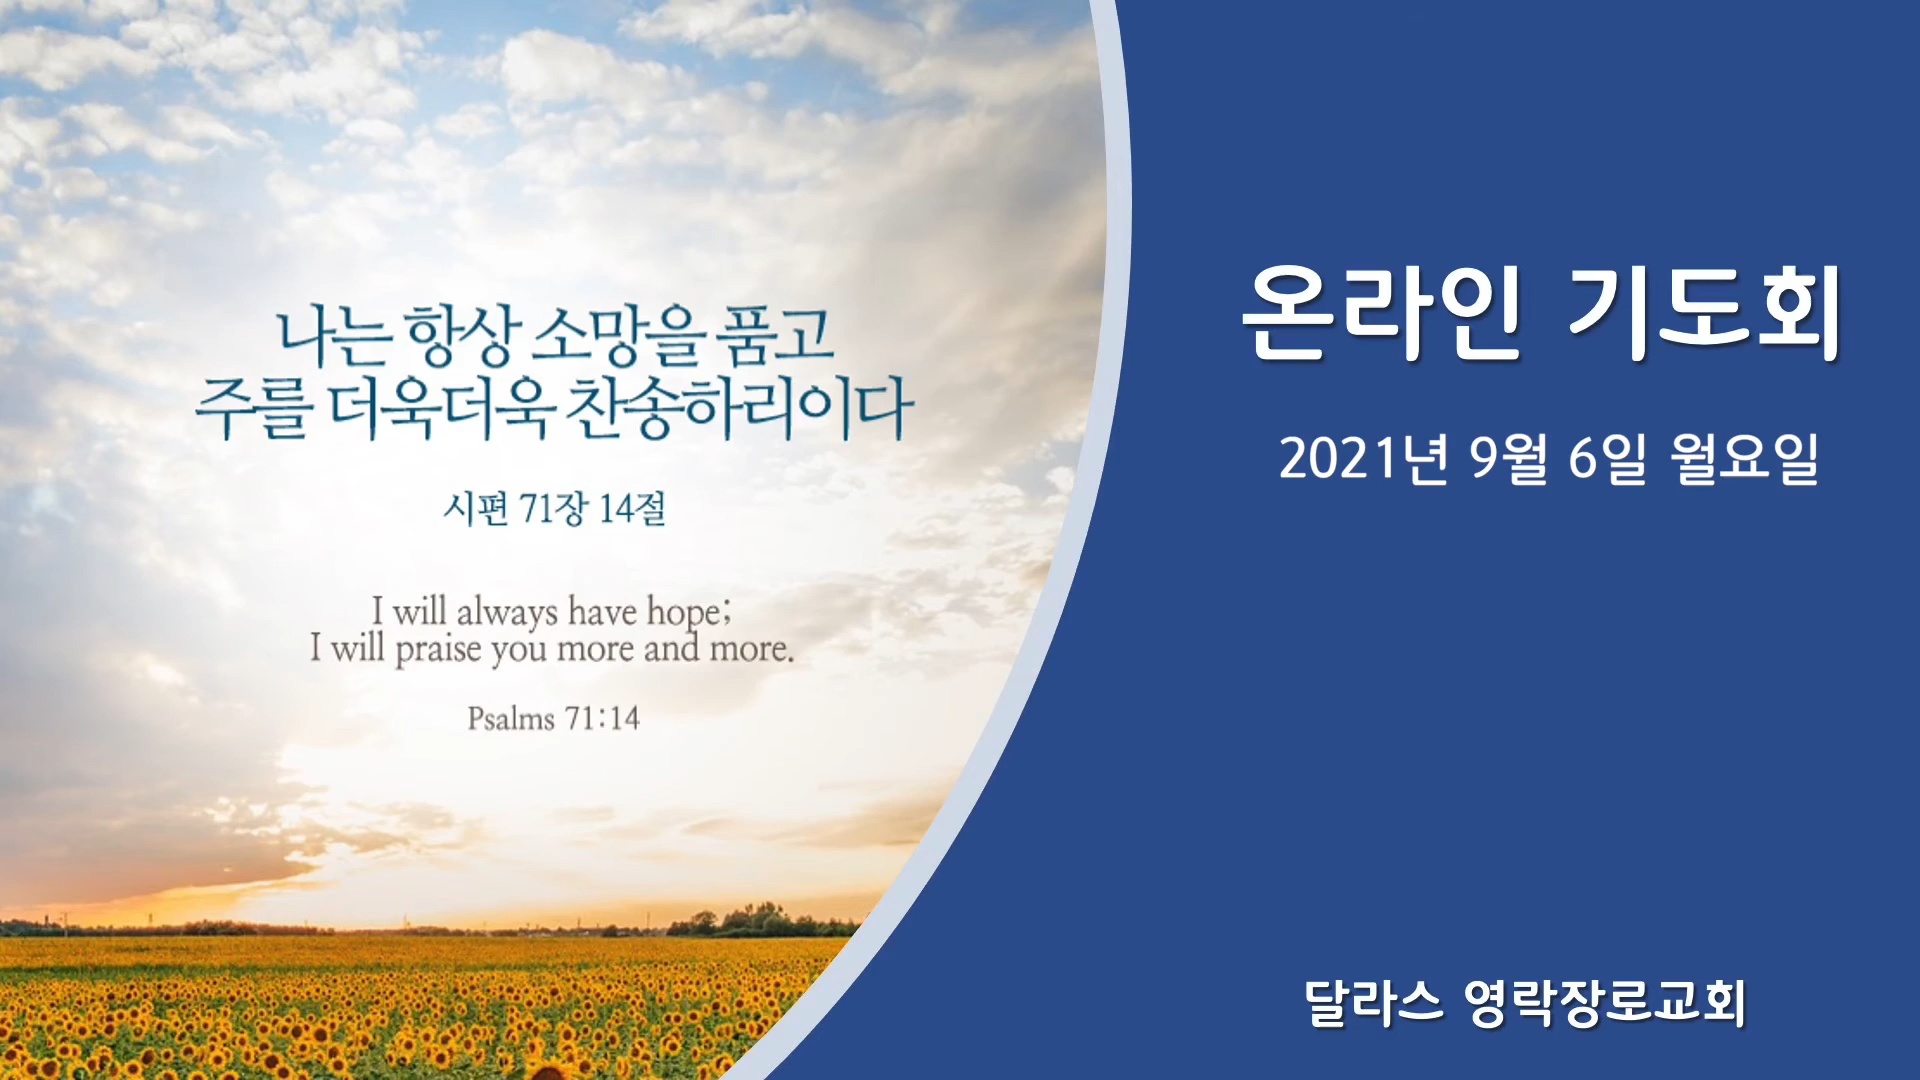 나는 항상 소망을 품고
주를 더욱더욱 찬송하리이다
시편 71장 14절
I will always have hope;
I will praise you more and more.
Psalms 71:14
온라인 기도회
2021년 9월 6일 월요일
달라스 영락장로교회